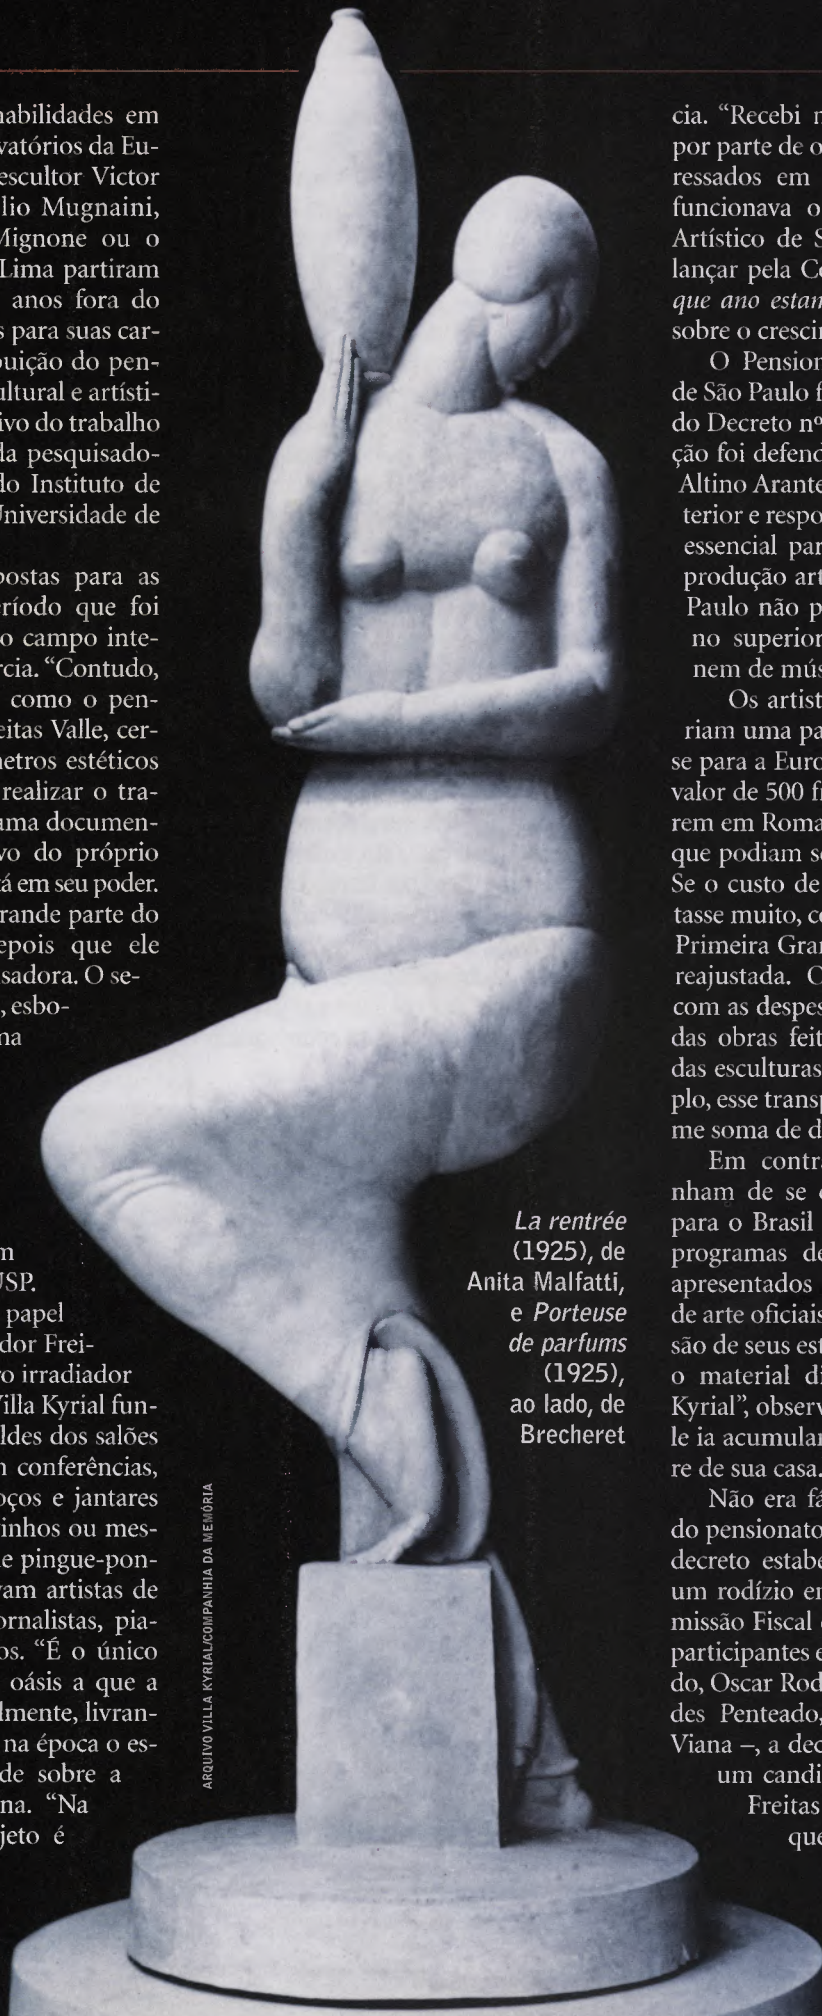 habilidades em
vatórios da Eu-
escultor Victor
lio Mugnaini,
Mignone ou o
Lima partiram
anos fora do
s para suas car-
buição do pen-
ultural e artísti-
ivo do trabalho
da pesquisado-
do Instituto de
Universidade de
postas para as
eríodo que foi
o campo inte-
rcia. “Contudo,
como o pen-
eitas Valle, cer-
netros estéticos
realizar o tra-
uma documen-
vo do próprio
tá em seu poder.
rande parte do
epois que ele
sadora. O se-
, esbo-
na
m
USP.
papel
dor Frei-
o irradiador
Villa Kyrial fun-
ldes dos salões
n conferências,
oços e jantares
inhos ou mes-
e pingue-pon-
vam artistas de
ornalistas, pia-
os. “É o único
oásis a que a
lmente, livran-
na época o es-
de sobre a
na. “Na
jeto é
ARQUIVO VILLA KYRIAL/COMPANHIA DA MEMÓRIA
La rentrée
(1925), de
Anita Malfatti,
e Porteuse
de parfums
(1925),
ao lado, de
Brecheret
cia. “Recebi
por parte de o
ressados em
funcionava o
Artístico de S
lançar pela Co
que ano estan
sobre o crescin
O Pension
de São Paulo f
do Decreto nº
ção foi defend
Altino Arante
terior e respo
essencial par
produção art
Paulo não p
no superior
nem de mús
Os artist
riam uma pa
se para a Euro
valor de 500 fr
rem em Roma
que podiam se
Se o custo de
tasse muito, co
Primeira Gran
reajustada. O
com as despes
das obras feit
das esculturas
plo, esse transp
me soma de d
Em contra
nham de se
para o Brasil
programas de
apresentados
de arte oficiais
são de seus est
o material di
Kyrial”, observ
le ia acumular
re de sua casa.
Não era fá
do pensionato
decreto estabe
um rodízio en
missão Fiscal
participantes e
do, Oscar Rod
des Penteado,
Viana –, a dec
um candi
Freitas
que